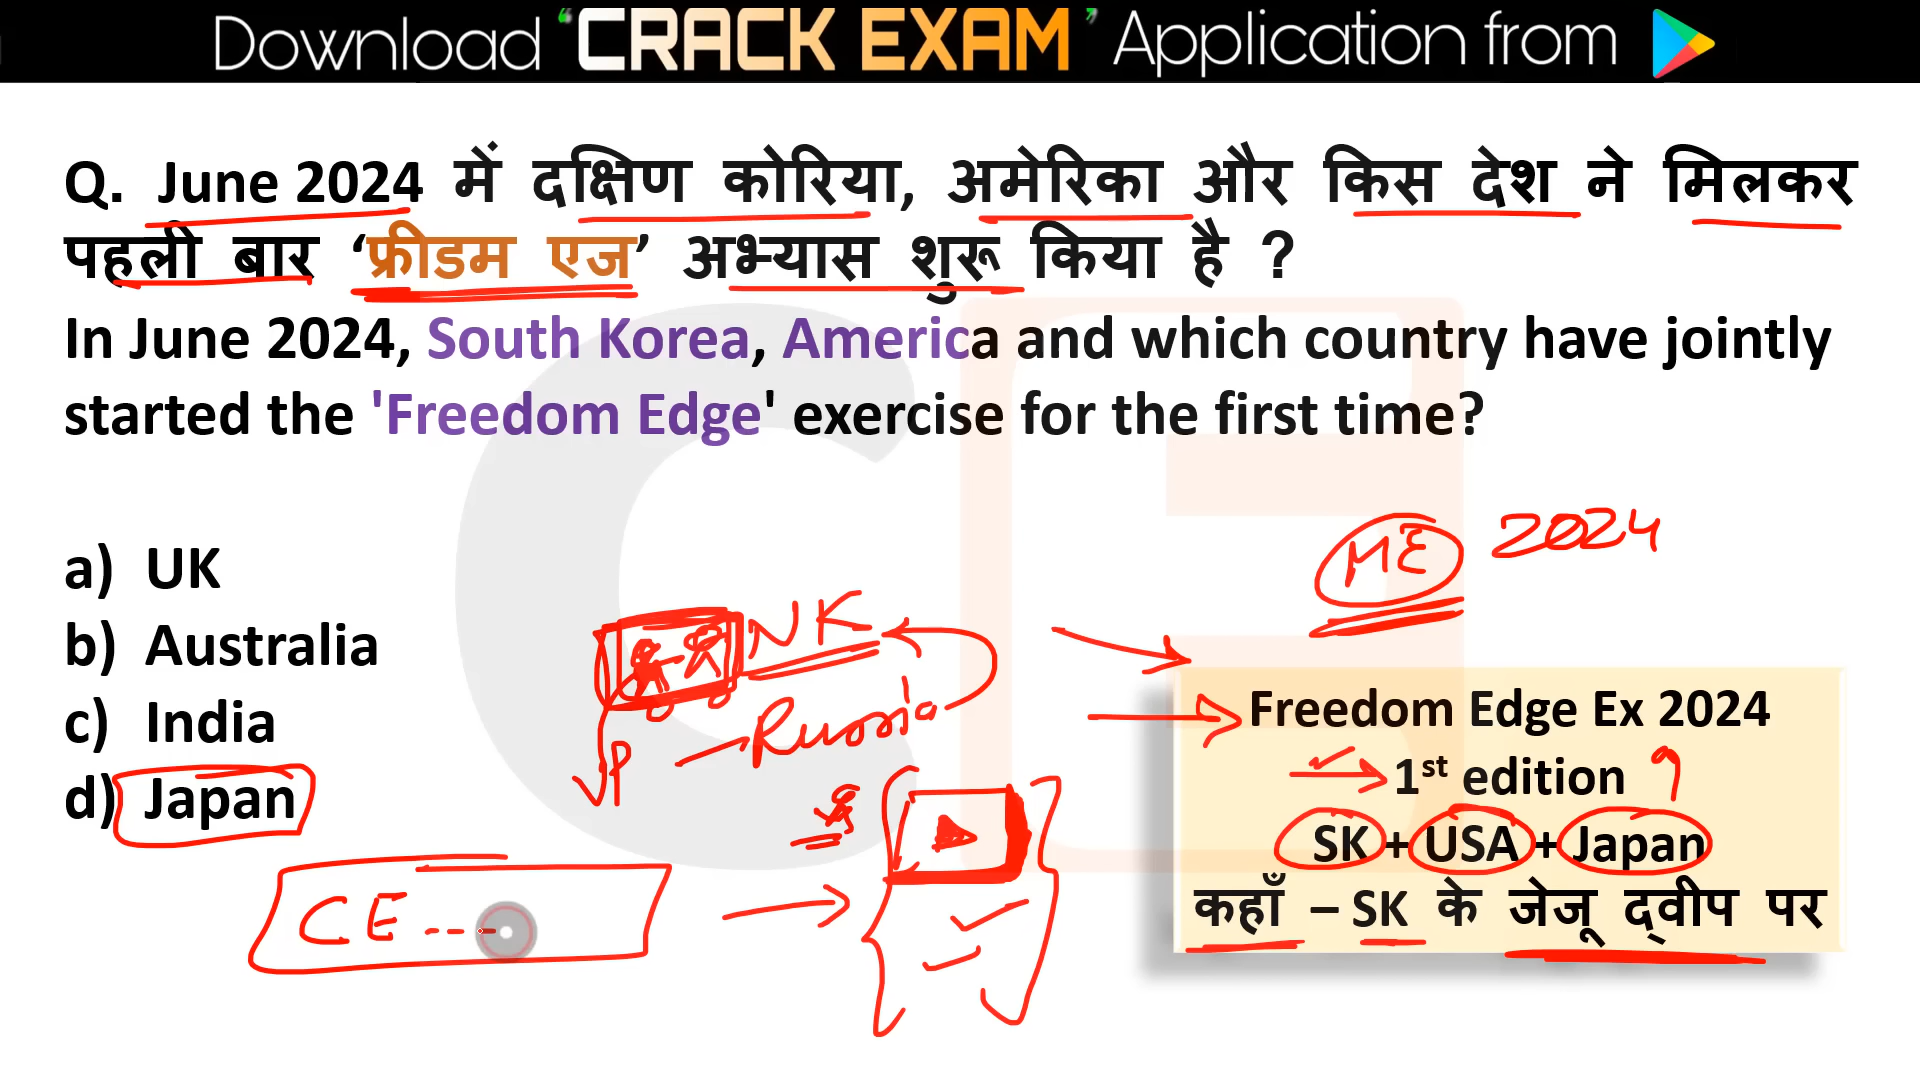 Download ‘CRACK EXAM’ Application from
Q. June 2024 में दक्षिण कोरिया, अमेरिका और किस देश ने मिलकर
पहली बार ‘फ्रीडम एज’ अभ्यास शुरू किया है ?
In June 2024, South Korea, America and which country have jointly
started the 'Freedom Edge' exercise for the first time?
a) UK
b) Australia
c) India
d) Japan
ME 2024
NK
Russia
Freedom Edge Ex 2024
1st edition
SK + USA + Japan
कहाँ – SK के जेजू द्वीप पर
CE